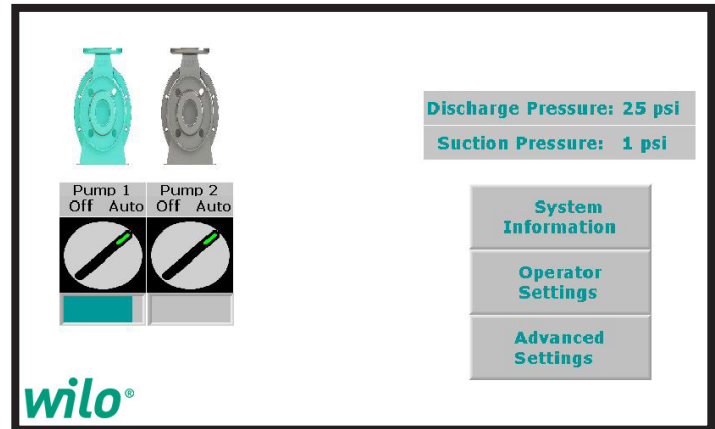 Discharge Pressure: 25 psi
Suction Pressure: 1 psi
Pump 1
Off Auto
Pump 2
Off Auto
System
Information
Operator
Settings
Advanced
Settings
wilo®